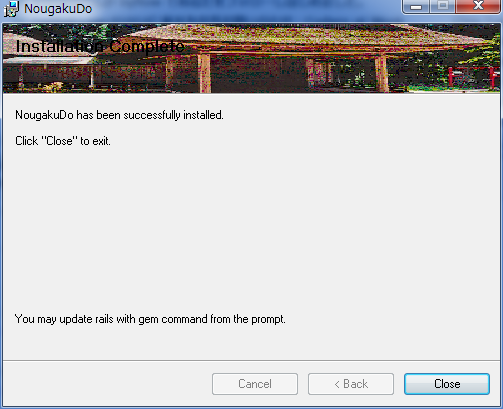 NougakuDo
Installation Complete
NougakuDo has been successfully installed.
Click "Close" to exit.
You may update rails with gem command from the prompt.
Cancel
< Back
Close